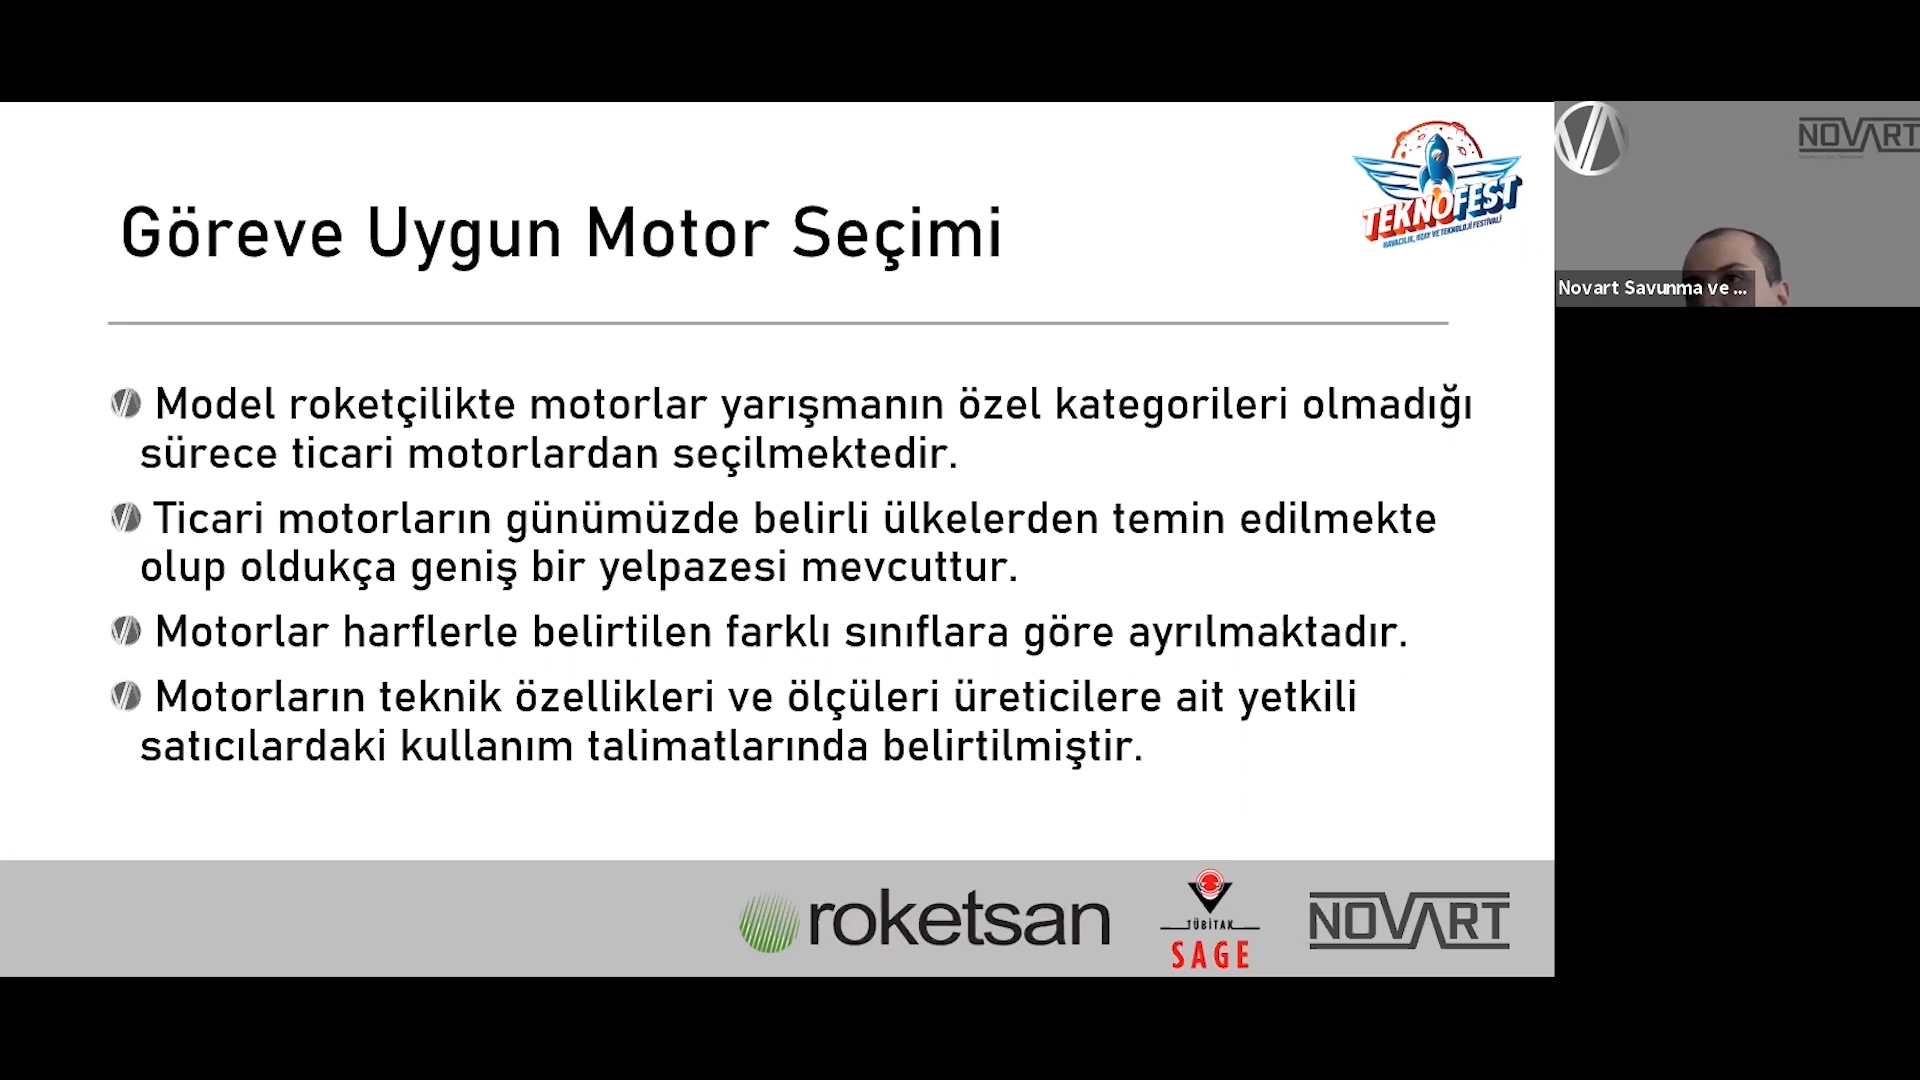 TEKNOFEST
HAVACILIK, UZAY VE TEKNOLOJİ FESTİVALİ
NOVART
Göreve Uygun Motor Seçimi
Novart Savunma ve ...
Model roketçilikte motorlar yarışmanın özel kategorileri olmadığı
sürece ticari motorlardan seçilmektedir.
Ticari motorların günümüzde belirli ülkelerden temin edilmekte
olup oldukça geniş bir yelpazesi mevcuttur.
Motorlar harflerle belirtilen farklı sınıflara göre ayrılmaktadır.
Motorların teknik özellikleri ve ölçüleri üreticilere ait yetkili
satıcılardaki kullanım talimatlarında belirtilmiştir.
roketsan
TÜBİTAK
SAGE
NOVART